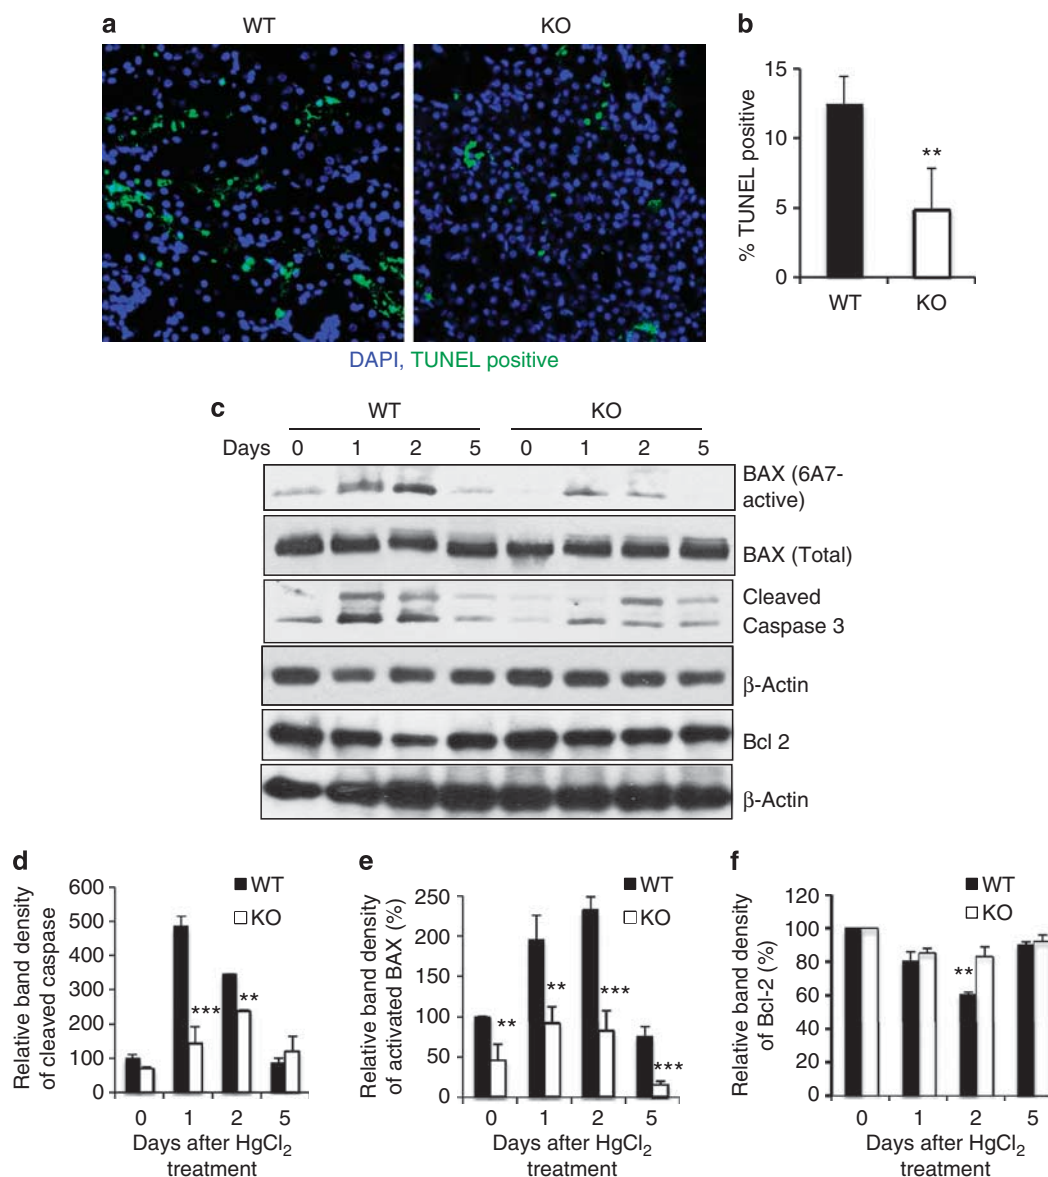 a
WT
KO
DAPI, TUNEL positive
b
% TUNEL positive
15
10
5
0
**
WT
KO
c
WT
KO
Days 0 1 2 5 0 1 2 5
BAX (6A7-
active)
BAX (Total)
Cleaved
Caspase 3
β-Actin
Bcl 2
β-Actin
d
WT
KO
Relative band density
of cleaved caspase
600
500
400
300
200
100
0
***
**
0 1 2 5
Days after HgCl₂
treatment
e
WT
KO
Relative band density
of activated BAX (%)
250
200
150
100
50
0
**
**
***
***
0 1 2 5
Days after HgCl₂
treatment
f
WT
KO
Relative band density
of Bcl-2 (%)
120
100
80
60
40
20
0
**
0 1 2 5
Days after HgCl₂
treatment